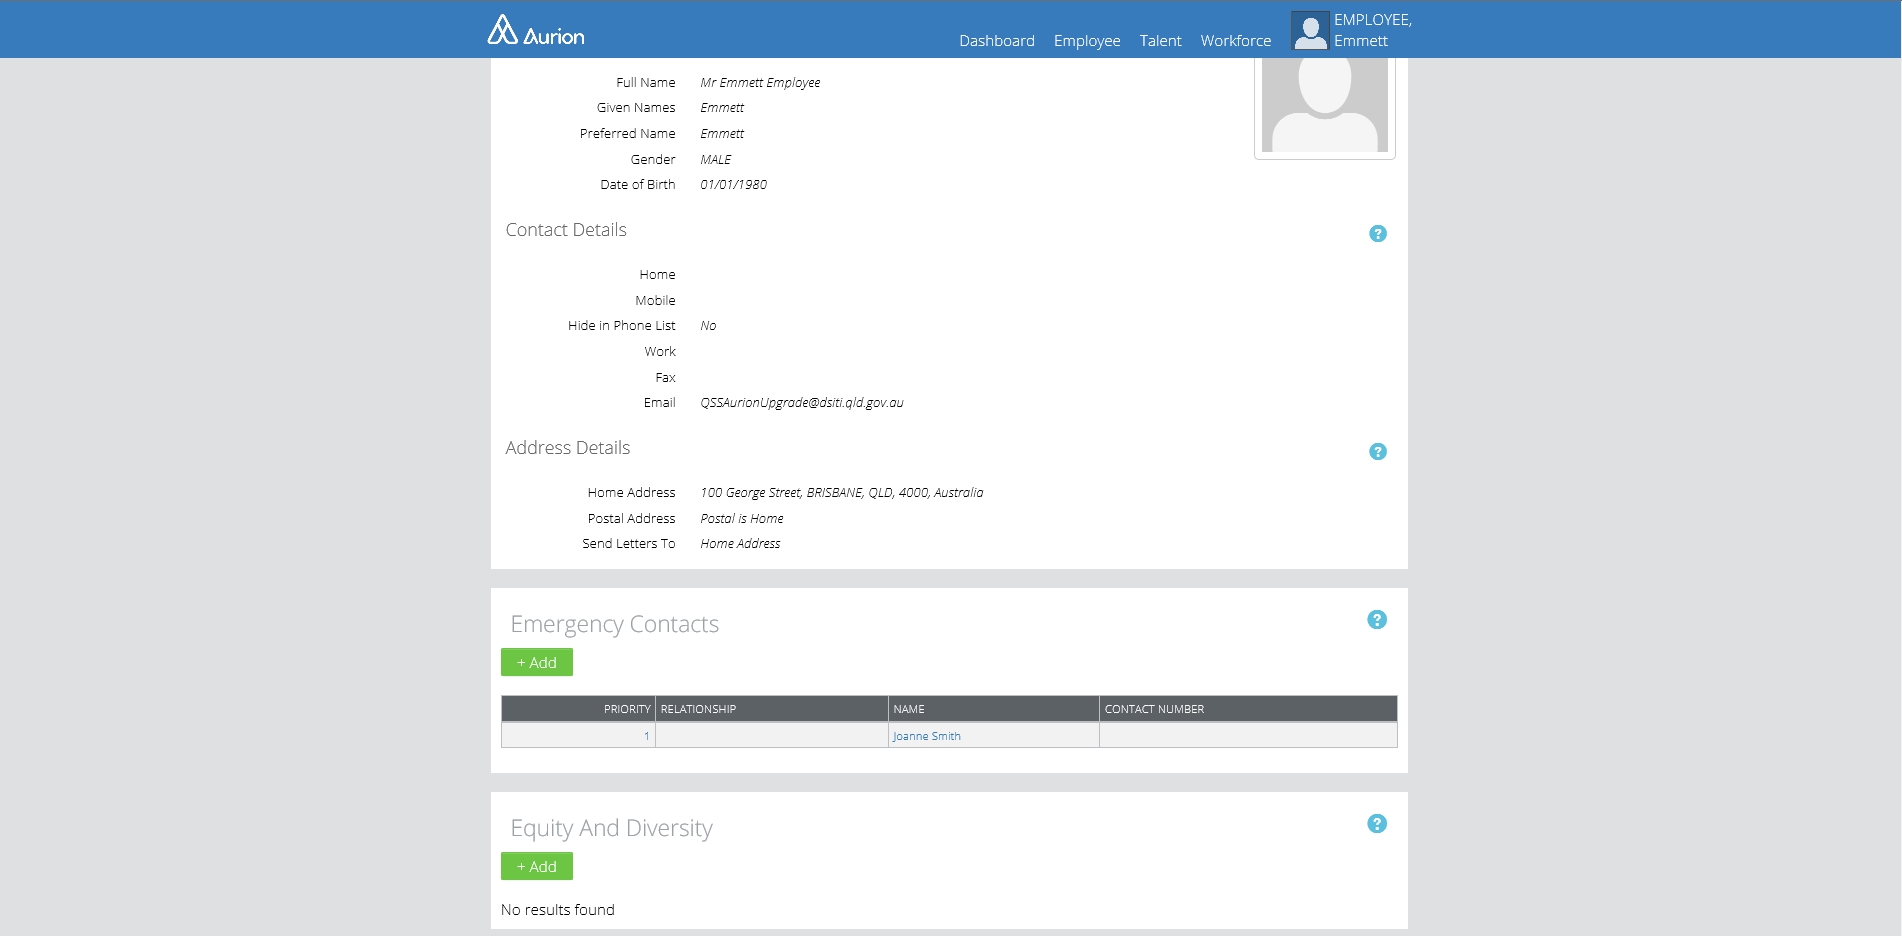 Aurion
Dashboard Employee Talent Workforce
EMPLOYEE,
Emmett
Full Name Mr Emmett Employee
Given Names Emmett
Preferred Name Emmett
Gender MALE
Date of Birth 01/01/1980
Contact Details ?
Home
Mobile
Hide in Phone List No
Work
Fax
Email QSSAurionUpgrade@dsiti.qld.gov.au
Address Details ?
Home Address 100 George Street, BRISBANE, QLD, 4000, Australia
Postal Address Postal is Home
Send Letters To Home Address
Emergency Contacts ?
+ Add
PRIORITY RELATIONSHIP NAME CONTACT NUMBER
1 Joanne Smith
Equity And Diversity ?
+ Add
No results found